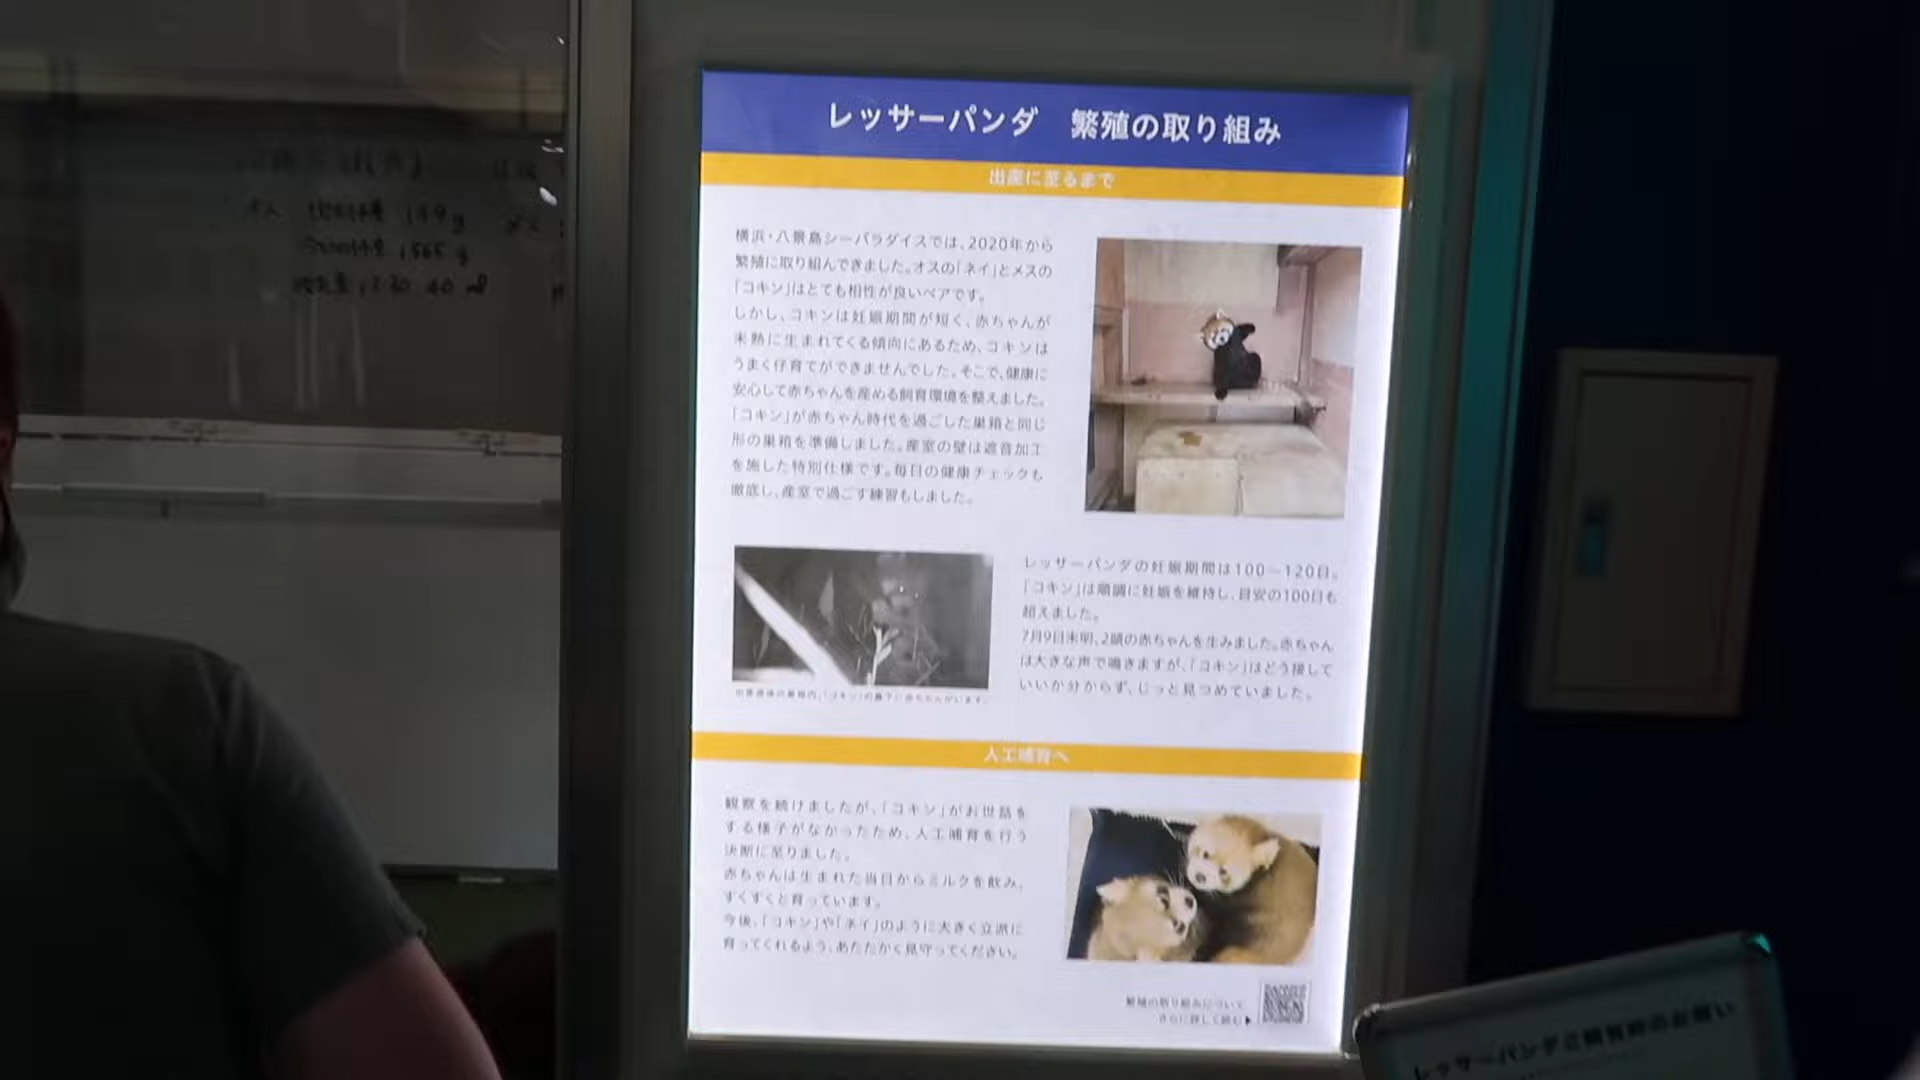 レッサーパンダ 繁殖の取り組み
出産に至るまで
横浜・八景島シーパラダイスでは、2020年から
繁殖に取り組んできました。オスの「ネイ」とメスの
「コキン」はとても相性が良いペアです。
しかし、コキンは妊娠期間が短く、赤ちゃんが
未熟に生まれてくる傾向にあるため、コキンは
うまく仔育てができませんでした。そこで、健康に
安心して赤ちゃんを産める飼育環境を整えました。
「コキン」が赤ちゃん時代を過ごした巣箱と同じ
形の巣箱を準備しました。産室の壁は遮音加工
を施した特別仕様です。毎日の健康チェックも
徹底し、産室で過ごす練習もしました。
レッサーパンダの妊娠期間は100－120日。
「コキン」は順調に妊娠を維持し、目安の100日も
超えました。
7月9日未明、2頭の赤ちゃんを生みました。赤ちゃん
は大きな声で鳴きますが、「コキン」はどう接して
いいか分からず、じっと見つめていました。
人工哺育へ
観察を続けましたが、「コキン」がお世話を
する様子がなかったため、人工哺育を行う
決断に至りました。
赤ちゃんは生まれた当日からミルクを飲み、
すくすくと育っています。
今後、「コキン」や「ネイ」のように大きく立派に
育ってくれるよう、あたたかく見守ってください。
繁殖の取り組みについて
さらに詳しく読む▶